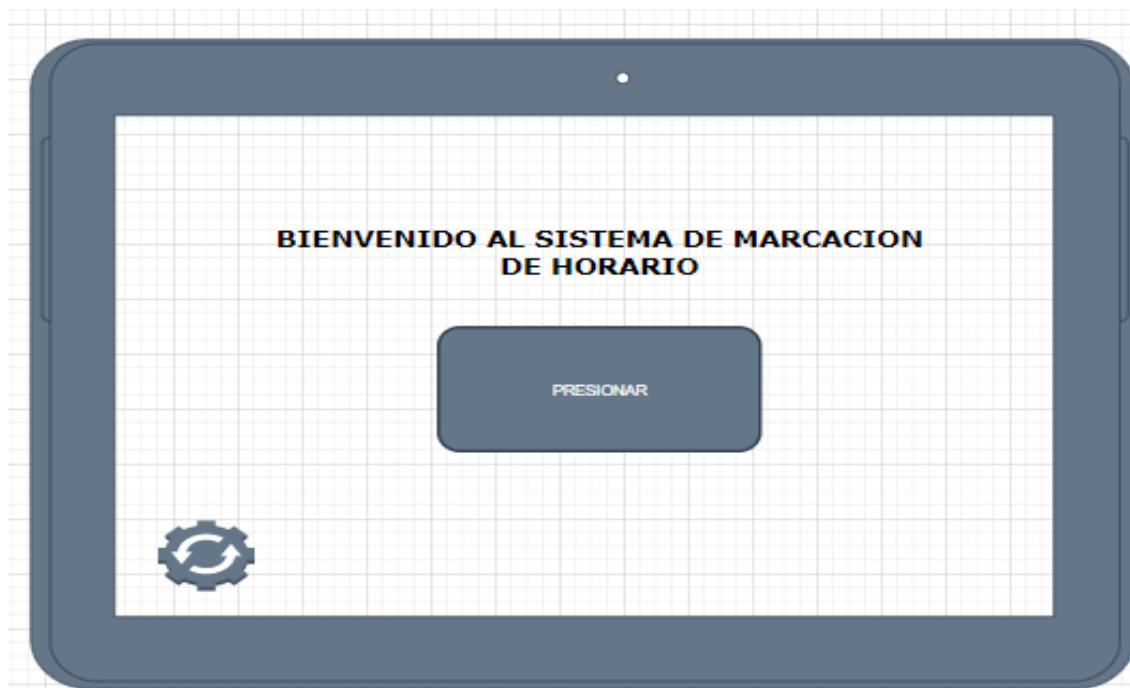 BIENVENIDO AL SISTEMA DE MARCACION
DE HORARIO
PRESIONAR